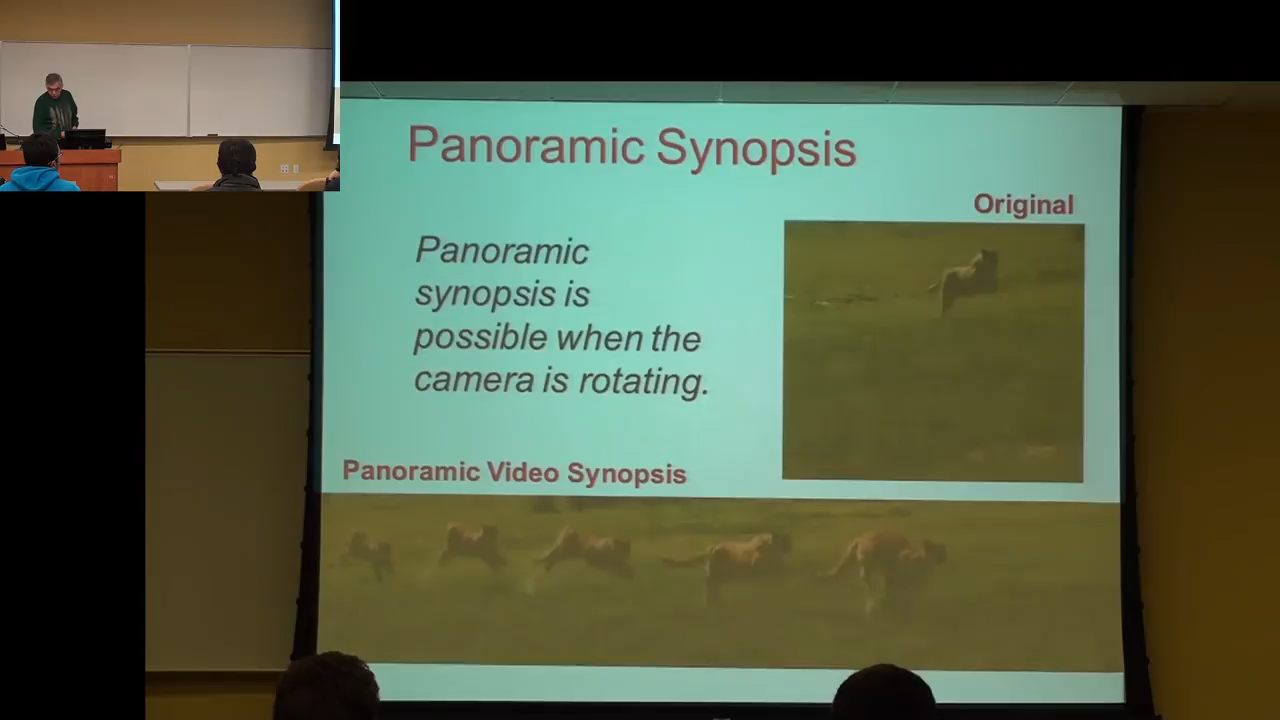 Panoramic Synopsis
Original
Panoramic
synopsis is
possible when the
camera is rotating.
Panoramic Video Synopsis